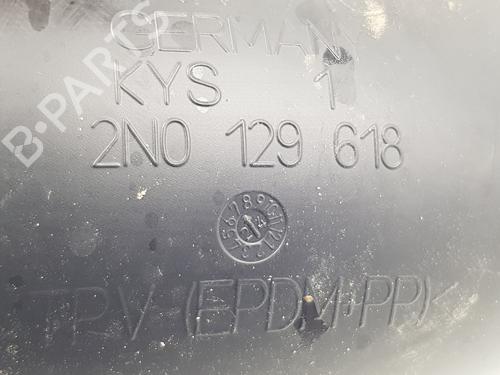 GERMANY
KYS 1
2N0 129 618
TPV (EPDM+PP)<
B-PARTS